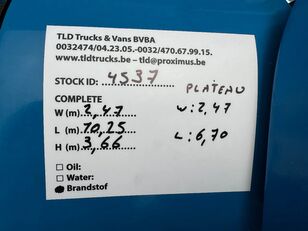 TLD Trucks & Vans BVBA
0032474/04.23.05.-0032/470.67.99.15.
www.tldtrucks.be – tld@proximus.be
STOCK ID: 4537 PLATEAU
COMPLETE
W (m). 2,47 W: 2,47
L (m). 10,25 L: 6,70
H (m). 3,66
Oil:
Water:
Brandstof